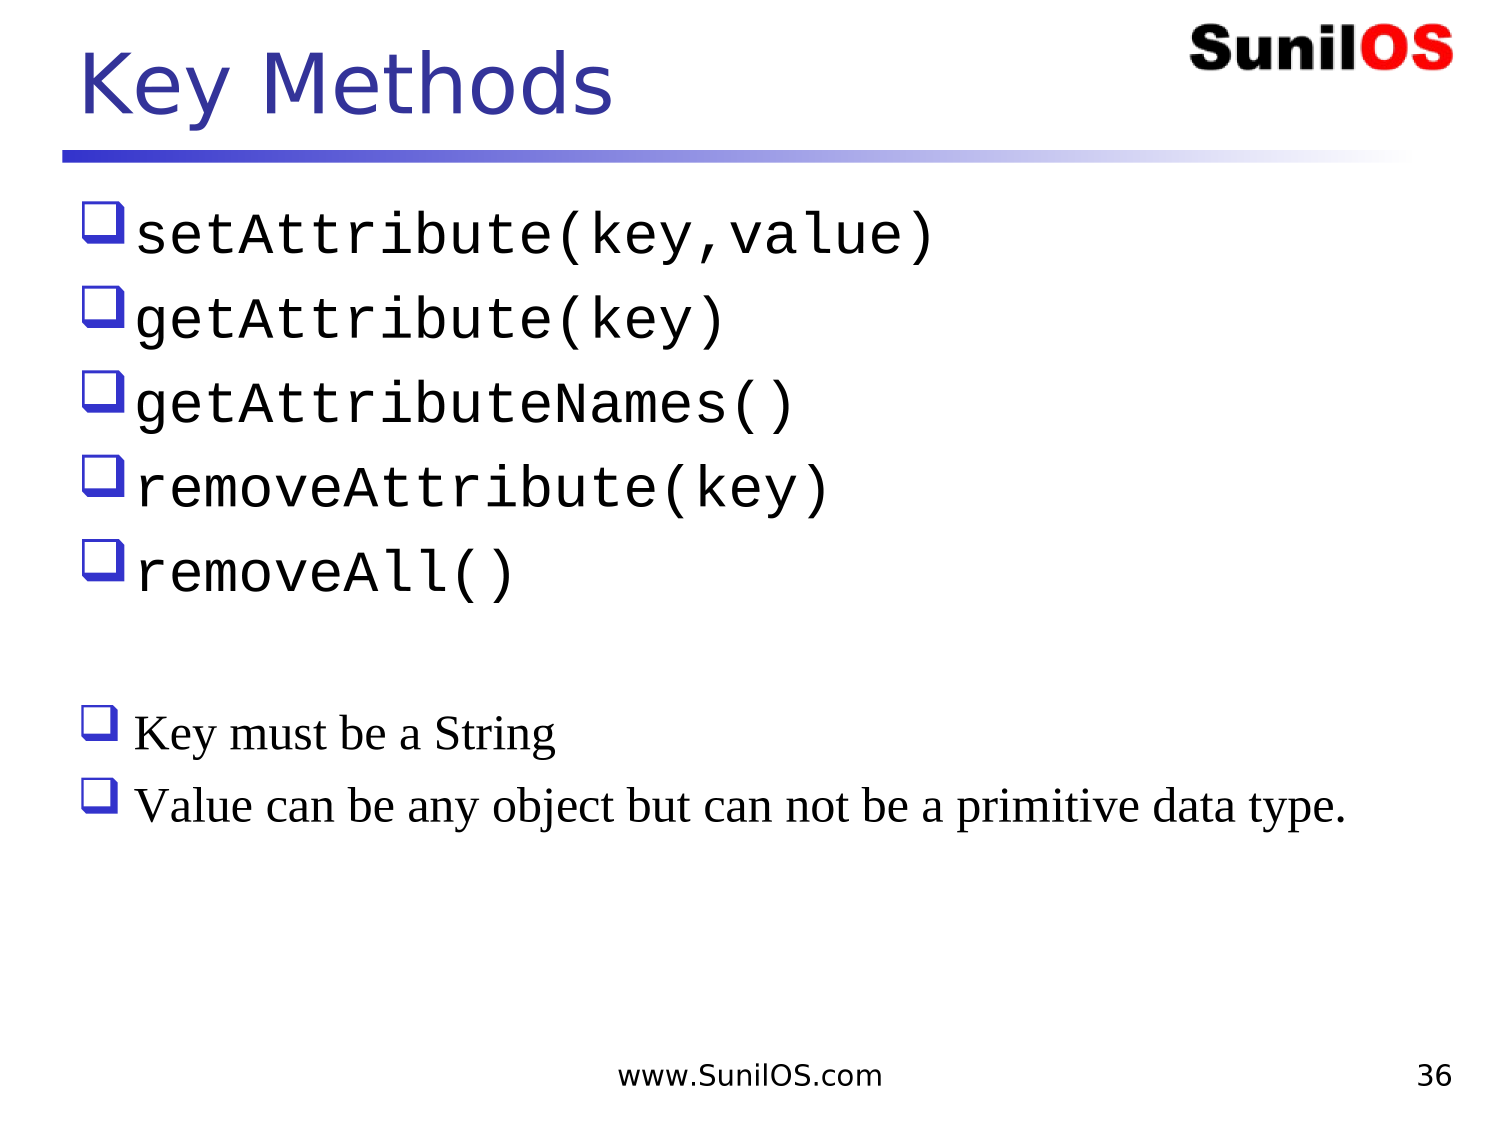 Key Methods
SunilOS
setAttribute(key,value)
getAttribute(key)
getAttributeNames()
removeAttribute(key)
removeAll()
Key must be a String
Value can be any object but can not be a primitive data type.
www.SunilOS.com
36